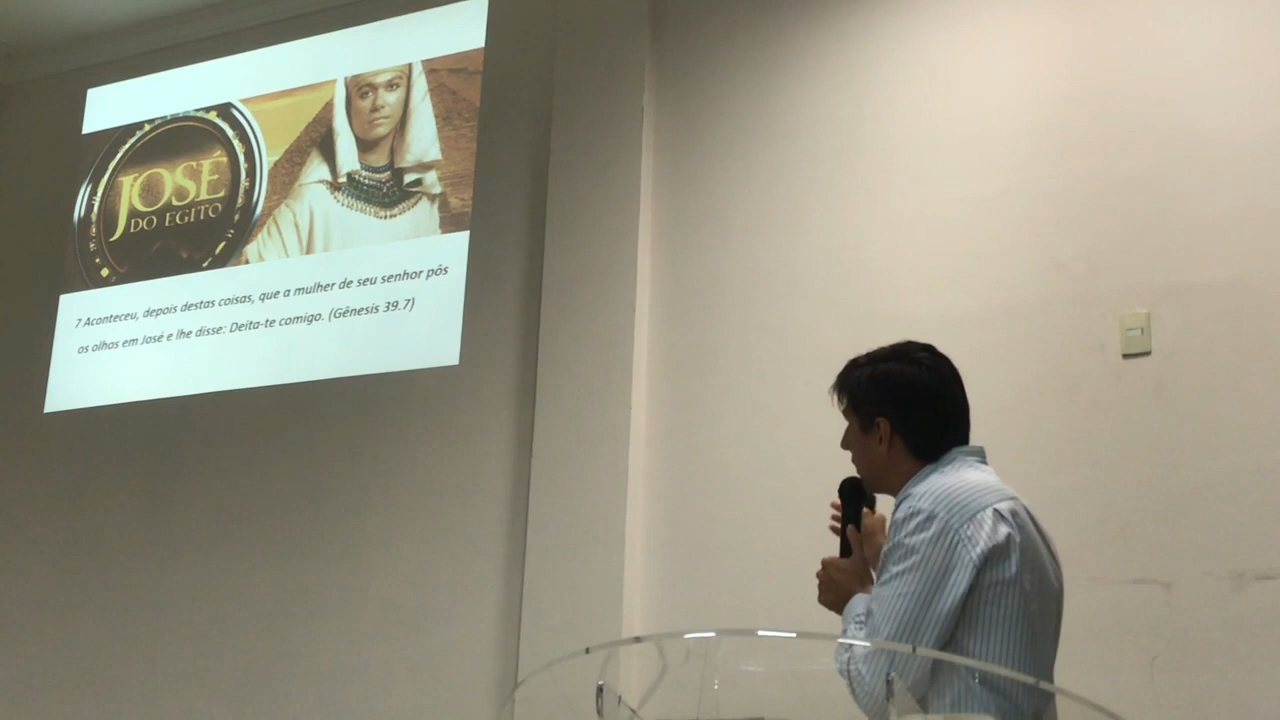 JOSÉ
DO EGITO
7 Aconteceu, depois destas coisas, que a mulher de seu senhor pôs
os olhos em José e lhe disse: Deita-te comigo. (Gênesis 39.7)